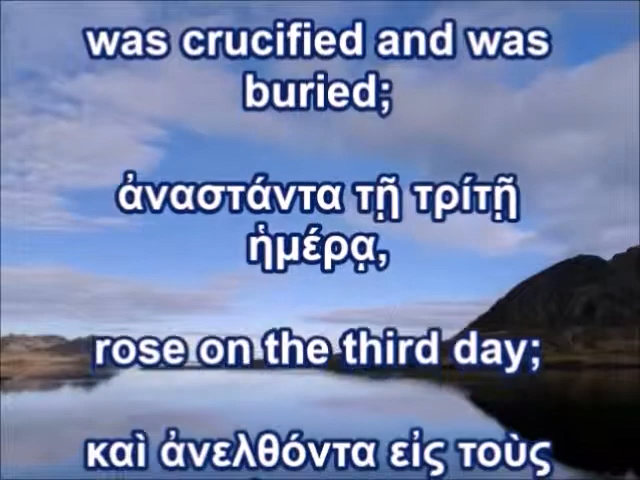 was crucified and was
buried;
ἀναστάντα τῇ τρίτῃ
ἡμέρᾳ,
rose on the third day;
καὶ ἀνελθόντα εἰς τοὺς